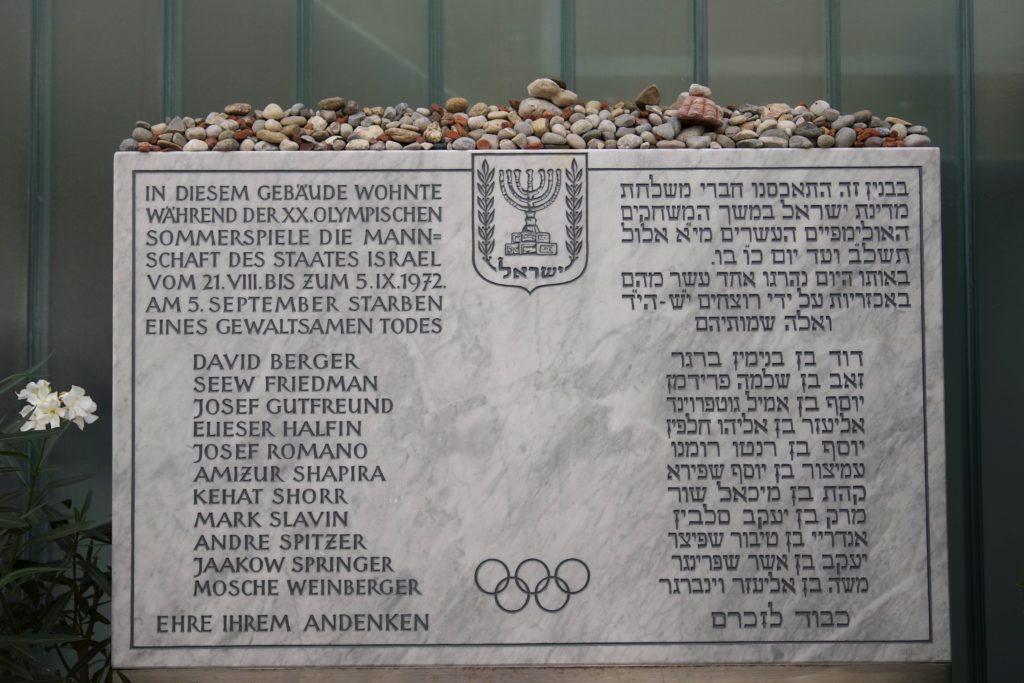 IN DIESEM GEBÄUDE WOHNTE
WÄHREND DER XX.OLYMPISCHEN
SOMMERSPIELE DIE MANN=
SCHAFT DES STAATES ISRAEL
VOM 21.VIII.BIS ZUM 5.IX.1972.
AM 5.SEPTEMBER STARBEN
EINES GEWALTSAMEN TODES
DAVID BERGER
SEEW FRIEDMAN
JOSEF GUTFREUND
ELIESER HALFIN
JOSEF ROMANO
AMIZUR SHAPIRA
KEHAT SHORR
MARK SLAVIN
ANDRE SPITZER
JAAKOW SPRINGER
MOSCHE WEINBERGER
EHRE IHREM ANDENKEN
ישראל
בבנין זה התאכסנו חברי משלחת
מדינת ישראל במשך המשחקים
האולימפיים העשרים מי״א אלול
תשל״ב ועד יום כ״ו בו.
באותו היום נהרגו אחד עשר מהם
באכזריות על ידי רוצחים יש״-הי״ד
ואלה שמותיהם
דוד בן בנימין ברגר
זאב בן שלמה פרידמן
יוסף בן אמיל גוטפרוינד
אליעזר בן אליהו חלפין
יוסף בן רנטו רומנו
עמיצור בן יוסף שפירא
קהת בן מיכאל שור
מרק בן יעקב סלבין
אנדריי בן טיבור שפיצר
יעקב בן אשר שפרינגר
משה בן אליעזר וינברגר
כבוד לזכרם